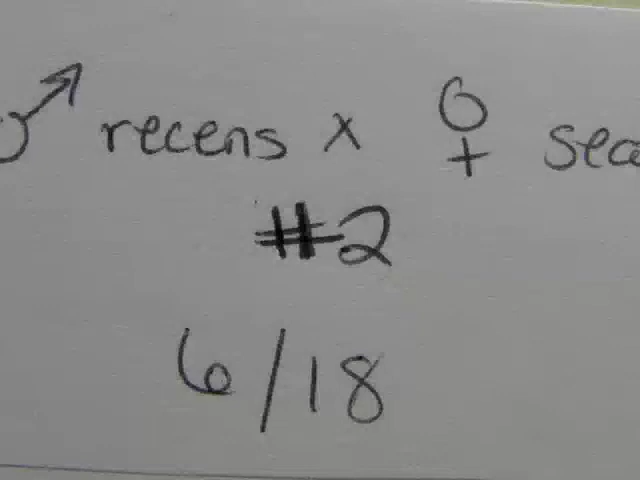 ♂ recens x ♀
#2
6/18